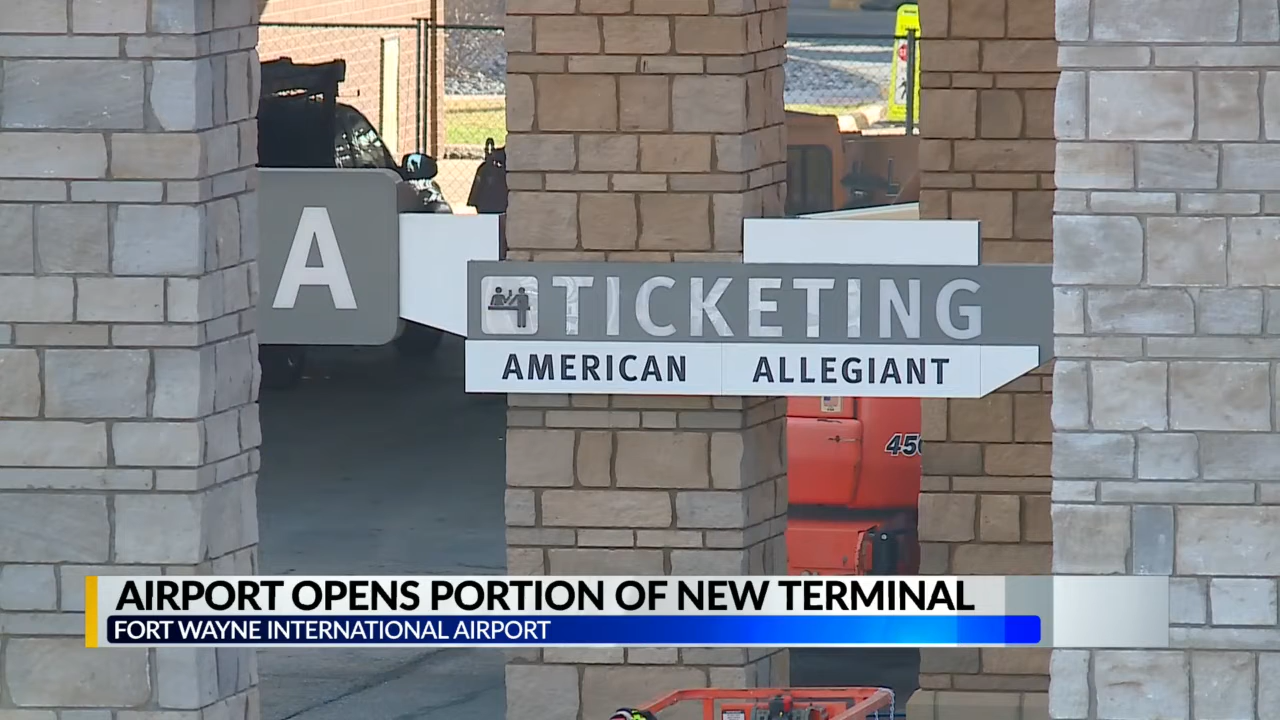 A
TICKETING
AMERICAN ALLEGIANT
AIRPORT OPENS PORTION OF NEW TERMINAL
FORT WAYNE INTERNATIONAL AIRPORT